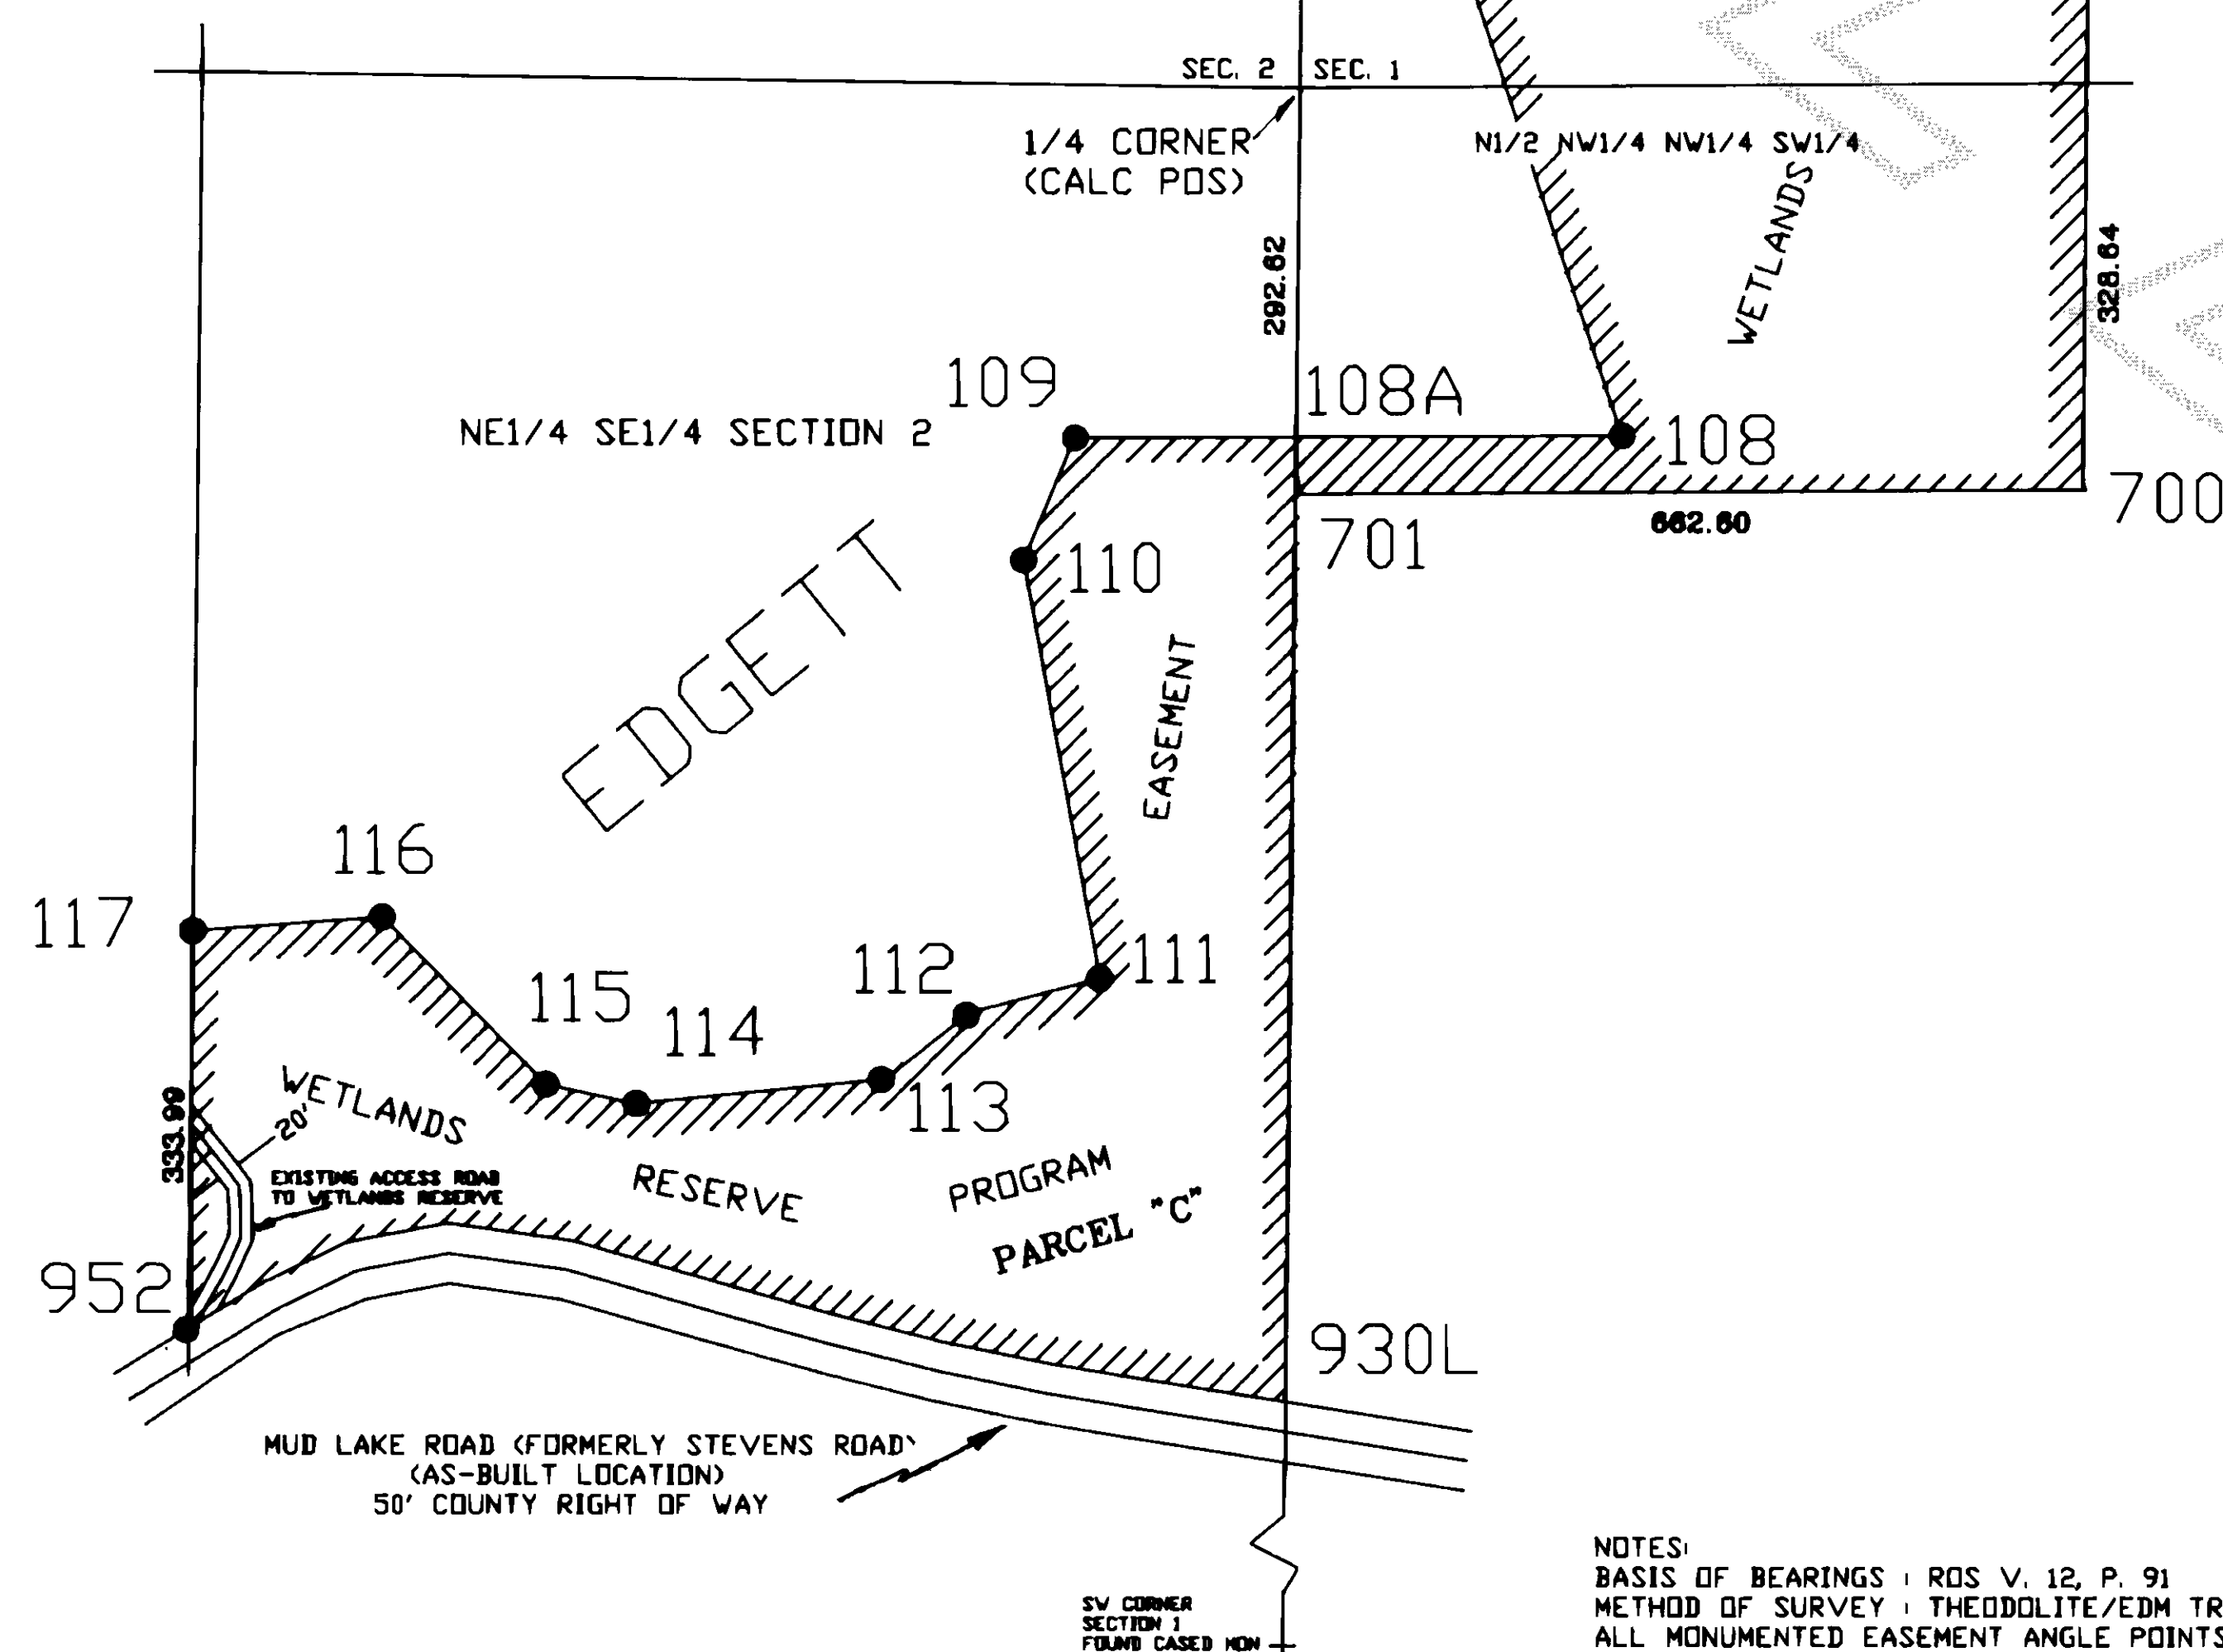 SEC. 2 SEC. 1
1/4 CORNER
(CALC POS)
N1/2 NW1/4 NW1/4 SW1/4
WETLANDS
292.62
328.64
109
108A
108
NE1/4 SE1/4 SECTION 2
700
662.60
701
110
EDGETT
EASEMENT
116
117
112
111
115
114
113
WETLANDS
20'
333.99
EXISTING ACCESS ROAD
TO WETLANDS RESERVE
RESERVE
PROGRAM
PARCEL "C"
952
930L
MUD LAKE ROAD (FORMERLY STEVENS ROAD)
(AS-BUILT LOCATION)
50' COUNTY RIGHT OF WAY
NOTES:
BASIS OF BEARINGS : ROS V. 12, P. 91
METHOD OF SURVEY : THEODOLITE/EDM TR
ALL MONUMENTED EASEMENT ANGLE POINTS
SW CORNER
SECTION 1
FOUND CASED MON